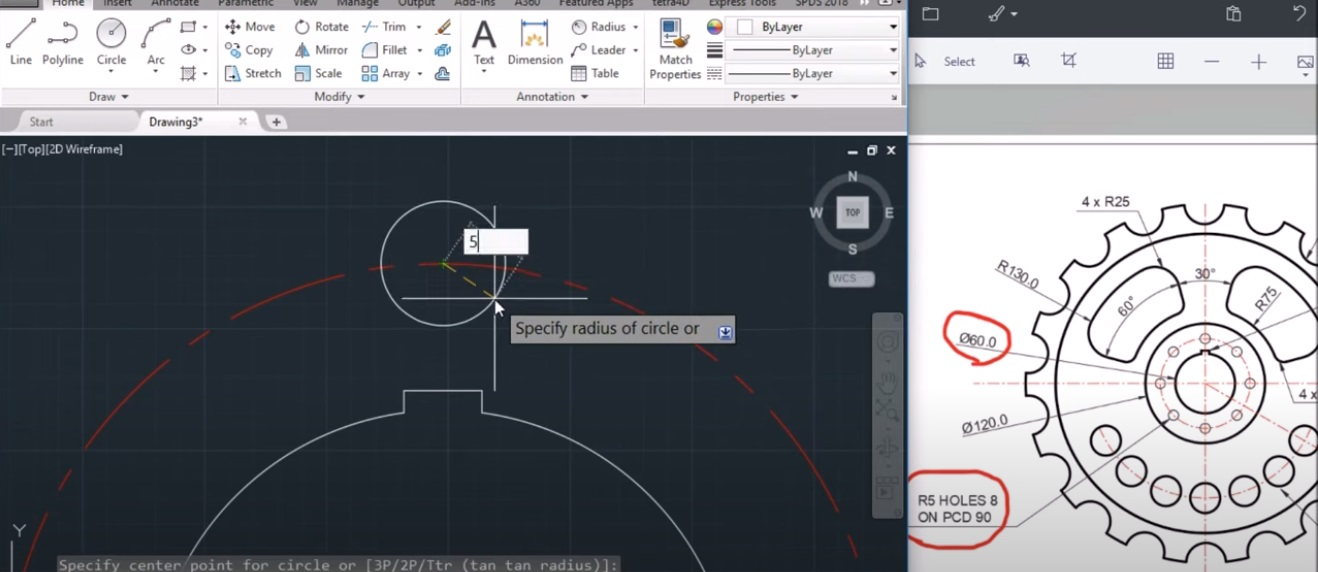 Home Insert Annotate Parametric View Manage Output Add-ins A360 Featured Apps tetra4D Express Tools SPDS 2018
Line Polyline Circle Arc
Move Rotate Trim
Copy Mirror Fillet
Stretch Scale Array
Text Dimension
Radius
Leader
Table
Match
Properties
ByLayer
ByLayer
ByLayer
Draw Modify Annotation Properties
Start Drawing3*
[−][Top][2D Wireframe]
N
W TOP E
S
WCS
5
Specify radius of circle or
Y
Specify center point for circle or [3P/2P/Ttr (tan tan radius)]:
Select
4 x R25
R130.0
30°
60°
R75
Ø60.0
4 x
Ø120.0
R5 HOLES 8
ON PCD 90